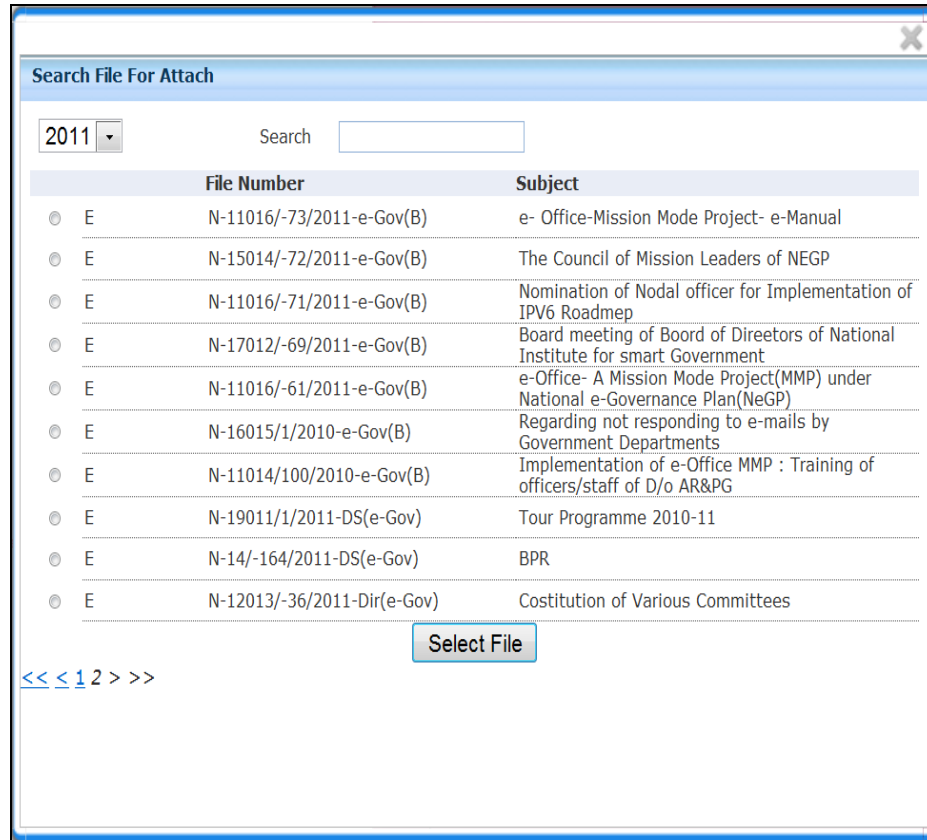 Search File For Attach
2011 Search
File Number Subject
E N-11016/-73/2011-e-Gov(B) e- Office-Mission Mode Project- e-Manual
E N-15014/-72/2011-e-Gov(B) The Council of Mission Leaders of NEGP
E N-11016/-71/2011-e-Gov(B) Nomination of Nodal officer for Implementation of
IPV6 Roadmep
E N-17012/-69/2011-e-Gov(B) Board meeting of Boord of Direetors of National
Institute for smart Government
E N-11016/-61/2011-e-Gov(B) e-Office- A Mission Mode Project(MMP) under
National e-Governance Plan(NeGP)
E N-16015/1/2010-e-Gov(B) Regarding not responding to e-mails by
Government Departments
E N-11014/100/2010-e-Gov(B) Implementation of e-Office MMP : Training of
officers/staff of D/o AR&PG
E N-19011/1/2011-DS(e-Gov) Tour Programme 2010-11
E N-14/-164/2011-DS(e-Gov) BPR
E N-12013/-36/2011-Dir(e-Gov) Costitution of Various Committees
Select File
<< < 1 2 > >>